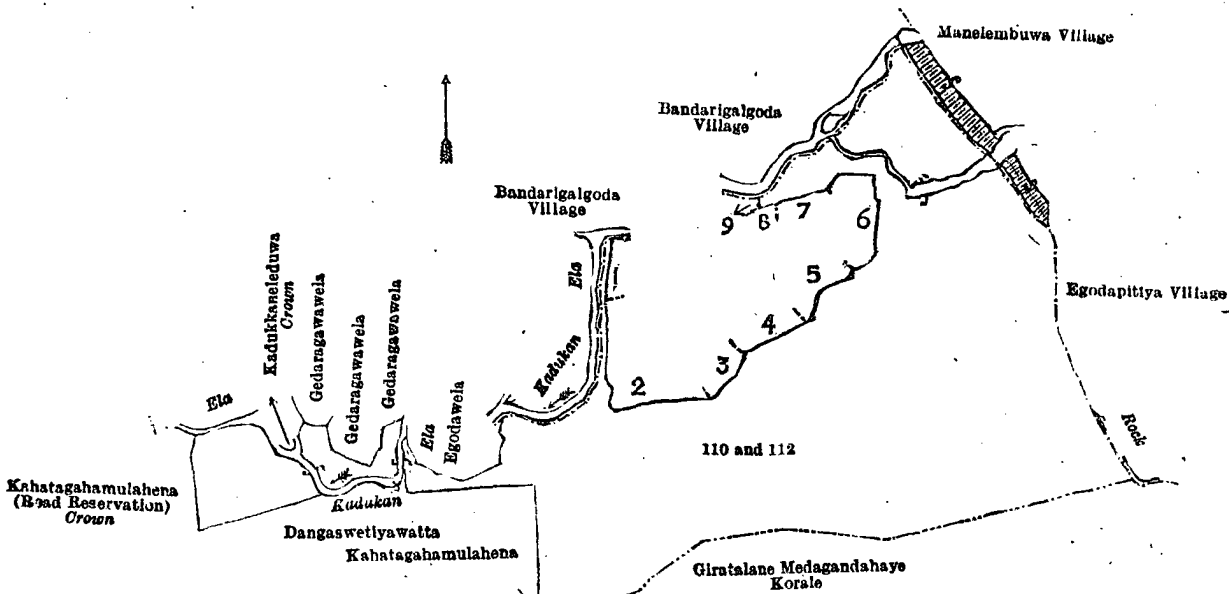 Manelembuwa Village
Bandarigalgoda
Village
Bandarigalgoda
Village
9
8
7
6
5
4
3
2
Ela
Kadukan
Egodapitiya Village
Rock
Kadukkaneleduwa
Crown
Gedaragawawela
Gedaragawawela
Gedaragawawela
Ela
Ela
Egodawela
110 and 112
Kahatagahamulahena
(Road Reservation)
Crown
Kadukan
Dangaswetiyawatta
Kahatagahamulahena
Giratalane Medagandahaye
Korale